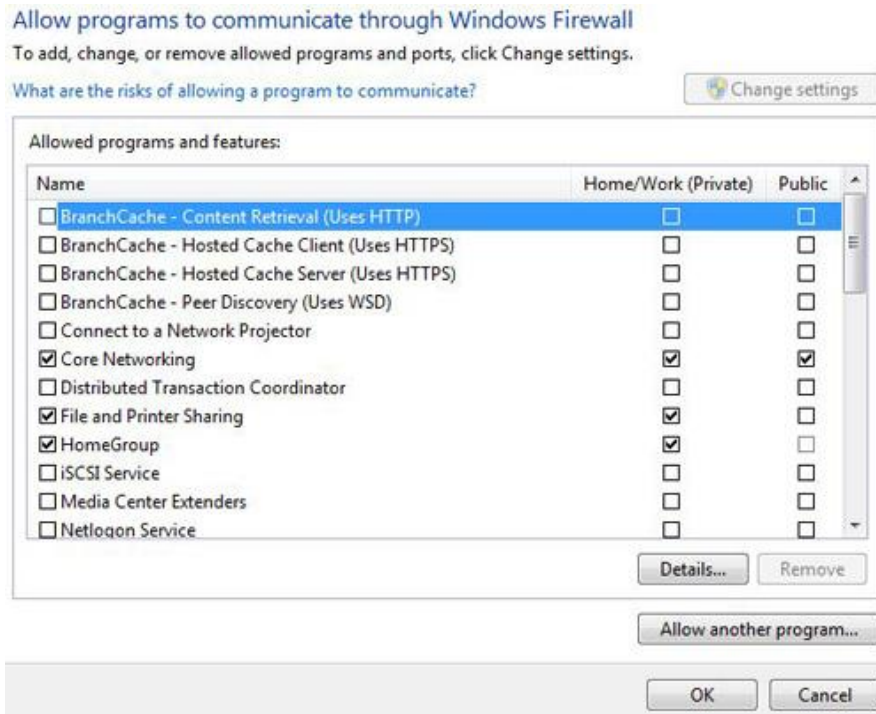 Allow programs to communicate through Windows Firewall
To add, change, or remove allowed programs and ports, click Change settings.
What are the risks of allowing a program to communicate?
Change settings
Allowed programs and features:
Name Home/Work (Private) Public
BranchCache - Content Retrieval (Uses HTTP)
BranchCache - Hosted Cache Client (Uses HTTPS)
BranchCache - Hosted Cache Server (Uses HTTPS)
BranchCache - Peer Discovery (Uses WSD)
Connect to a Network Projector
Core Networking
Distributed Transaction Coordinator
File and Printer Sharing
HomeGroup
iSCSI Service
Media Center Extenders
Netlogon Service
Details... Remove
Allow another program...
OK Cancel